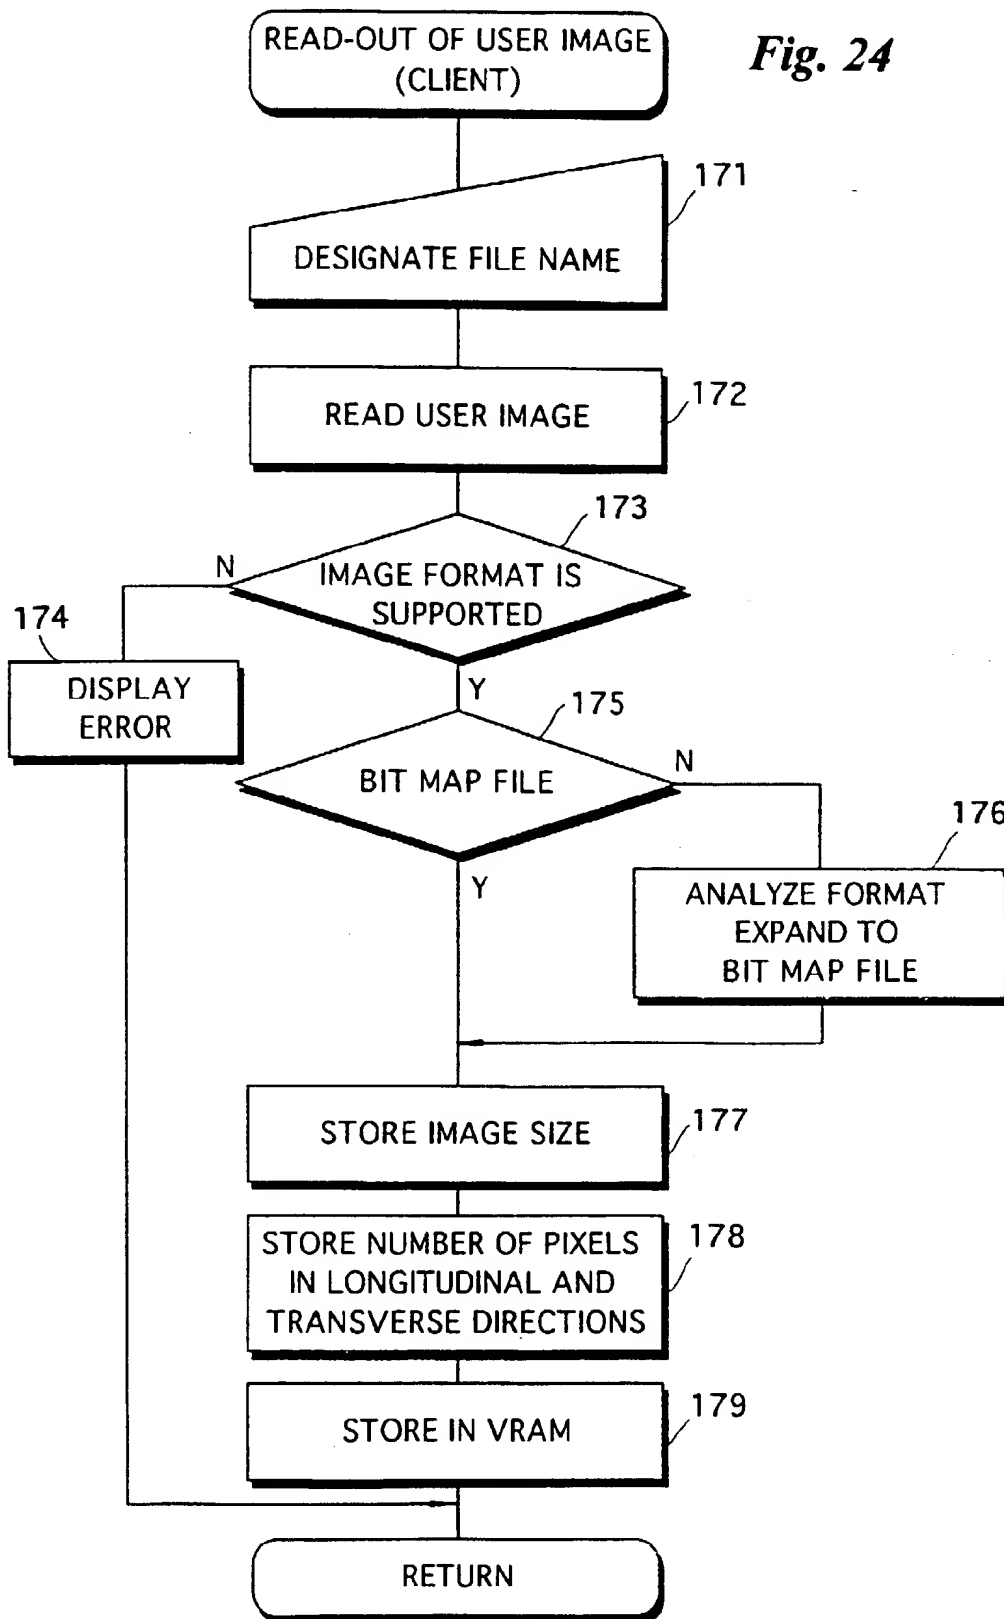 READ-OUT OF USER IMAGE
(CLIENT)
Fig. 24
171
DESIGNATE FILE NAME
172
READ USER IMAGE
173
N
IMAGE FORMAT IS
SUPPORTED
174
Y
DISPLAY
ERROR
175
BIT MAP FILE
N
176
Y
ANALYZE FORMAT
EXPAND TO
BIT MAP FILE
177
STORE IMAGE SIZE
178
STORE NUMBER OF PIXELS
IN LONGITUDINAL AND
TRANSVERSE DIRECTIONS
179
STORE IN VRAM
RETURN